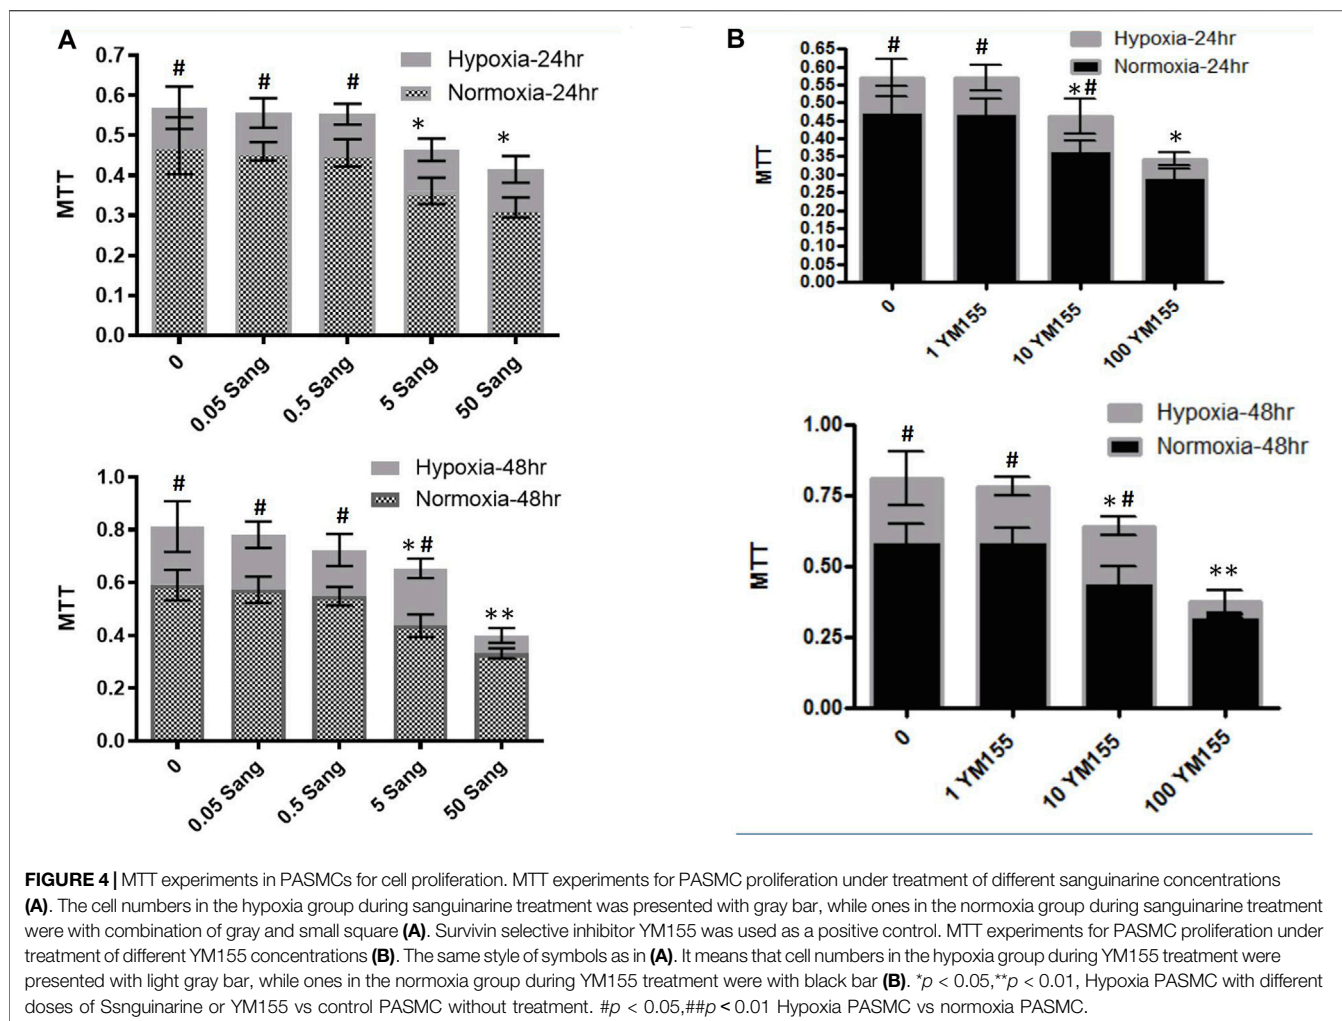 A
0.7
0.6
0.5
0.4
0.3
0.2
0.1
0.0
MTT
Hypoxia-24hr
Normoxia-24hr
#
#
#
*
*
0
0.05 Sang
0.5 Sang
5 Sang
50 Sang
1.0
0.8
0.6
0.4
0.2
0.0
MTT
Hypoxia-48hr
Normoxia-48hr
#
#
#
*#
**
0
0.05 Sang
0.5 Sang
5 Sang
50 Sang
B
0.65
0.60
0.55
0.50
0.45
0.40
0.35
0.30
0.25
0.20
0.15
0.10
0.05
0.00
MTT
Hypoxia-24hr
Normoxia-24hr
#
#
*#
*
0
1 YM155
10 YM155
100 YM155
1.00
0.75
0.50
0.25
0.00
MTT
Hypoxia-48hr
Normoxia-48hr
#
#
*#
**
0
1 YM155
10 YM155
100 YM155
FIGURE 4 | MTT experiments in PASMCs for cell proliferation. MTT experiments for PASMC proliferation under treatment of different sanguinarine concentrations
(A). The cell numbers in the hypoxia group during sanguinarine treatment was presented with gray bar, while ones in the normoxia group during sanguinarine treatment
were with combination of gray and small square (A). Survivin selective inhibitor YM155 was used as a positive control. MTT experiments for PASMC proliferation under
treatment of different YM155 concentrations (B). The same style of symbols as in (A). It means that cell numbers in the hypoxia group during YM155 treatment were
presented with light gray bar, while ones in the normoxia group during YM155 treatment were with black bar (B). *p < 0.05,**p < 0.01, Hypoxia PASMC with different
doses of Ssnguinarine or YM155 vs control PASMC without treatment. #p < 0.05,##p < 0.01 Hypoxia PASMC vs normoxia PASMC.